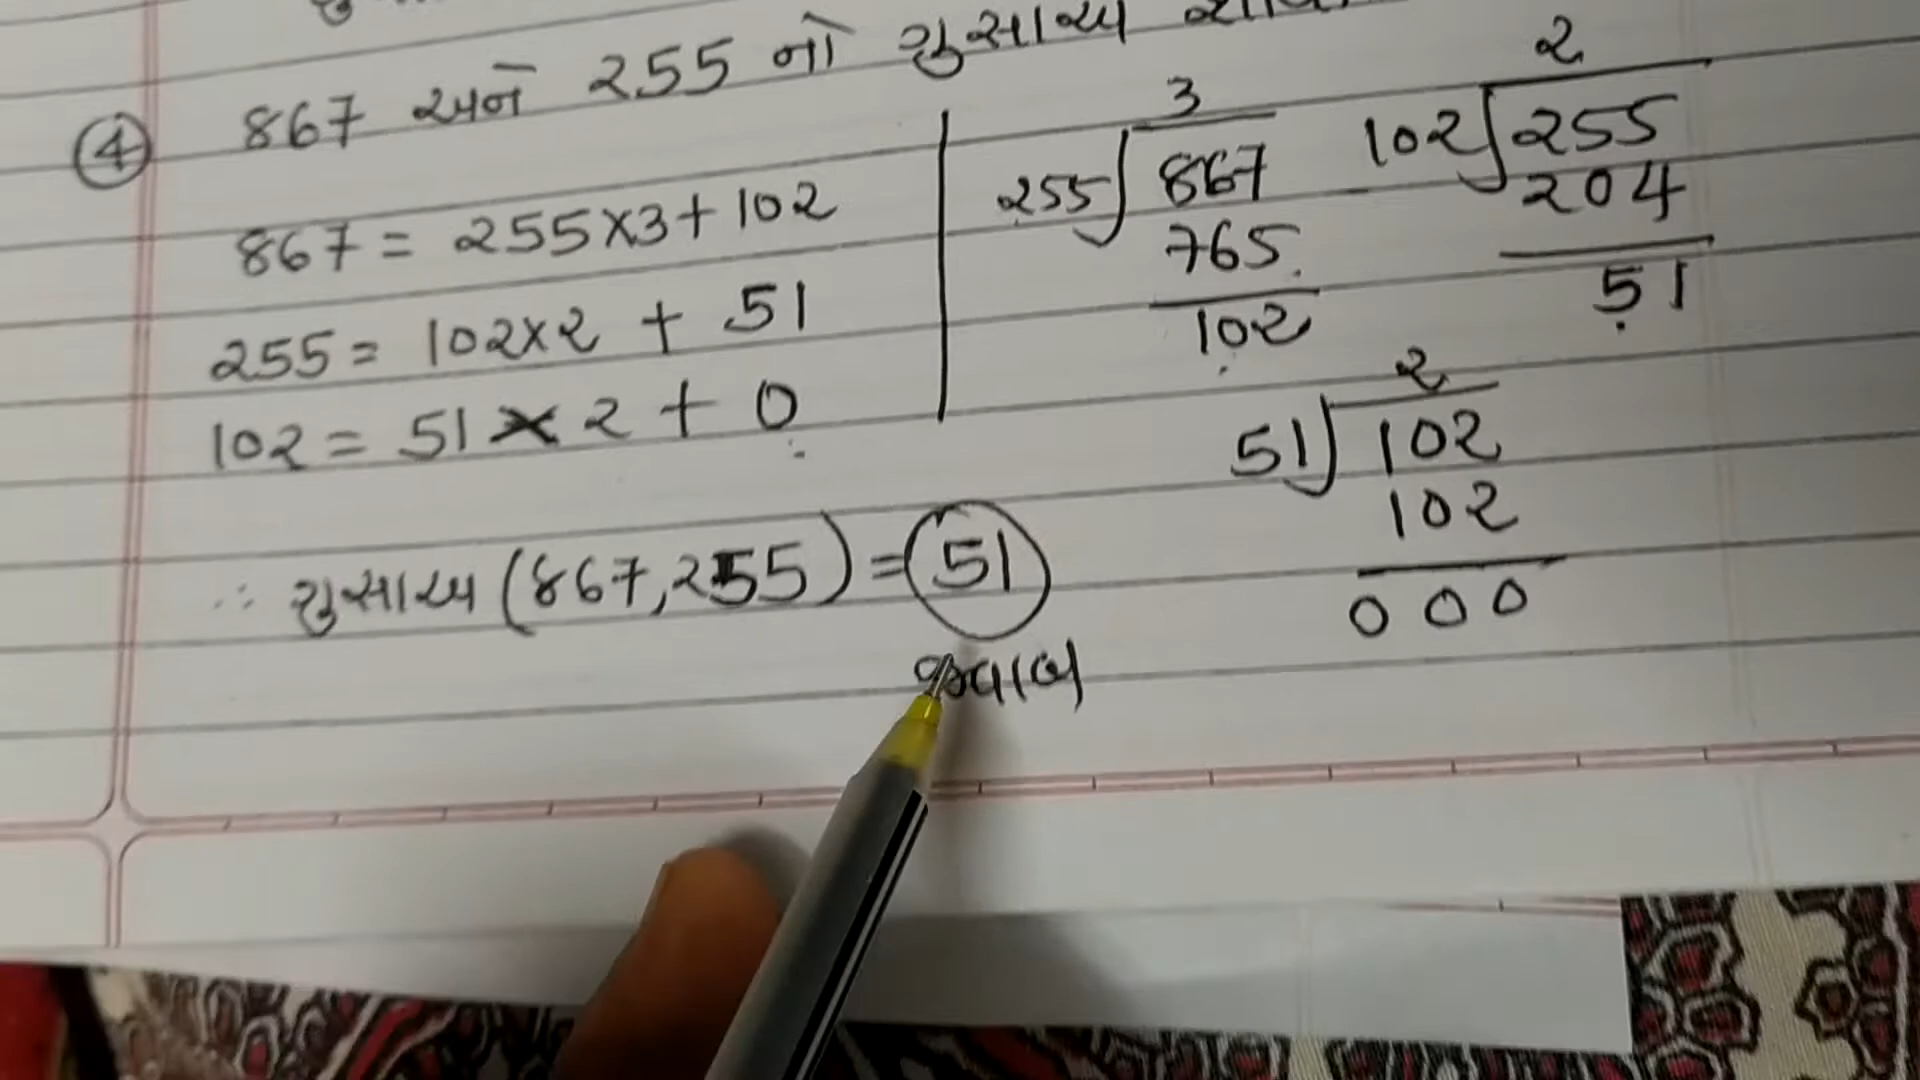 ④ 867 અને 255 નો ગુસાઅ
867 = 255×3+102
255 = 102×2 + 51
102 = 51 × 2 + 0
∴ ગુસાઅ (867,255) = 51
જવાબ
3
255) 867
765
102
2
102) 255
204
51
2
51) 102
102
000